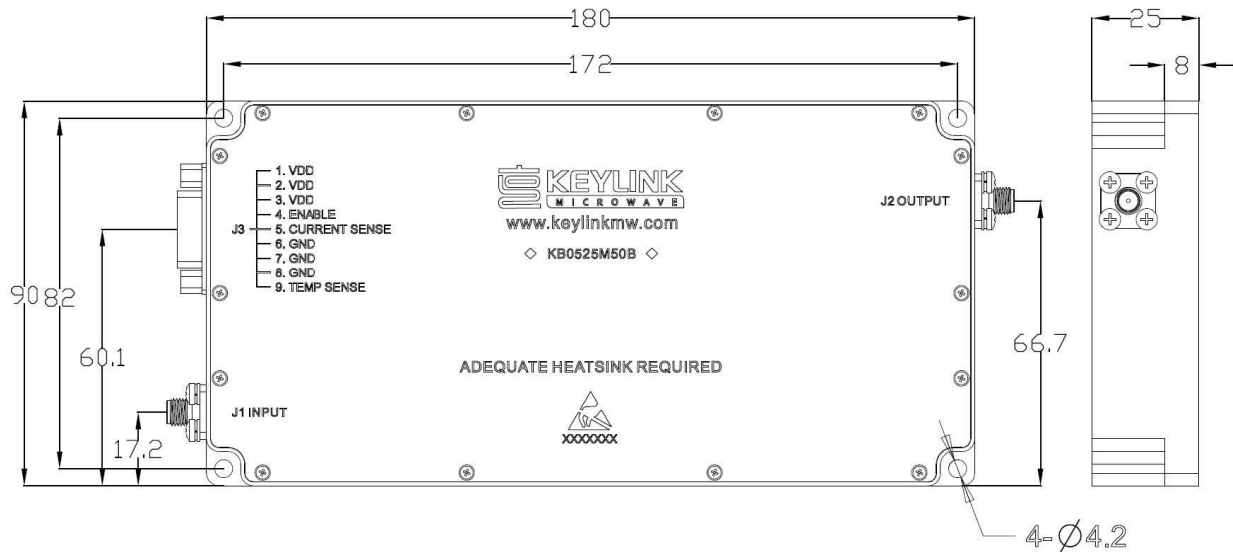 180
25
172
8
1. VDD
2. VDD
3. VDD
4. ENABLE
J3 5. CURRENT SENSE
6. GND
7. GND
8. GND
9. TEMP SENSE
KEYLINK
MICROWAVE
www.keylinkmw.com
◇ KB0525M50B ◇
J2 OUTPUT
90
82
60.1
66.7
ADEQUATE HEATSINK REQUIRED
J1 INPUT
17.2
XXXXXXX
4-Ø4.2